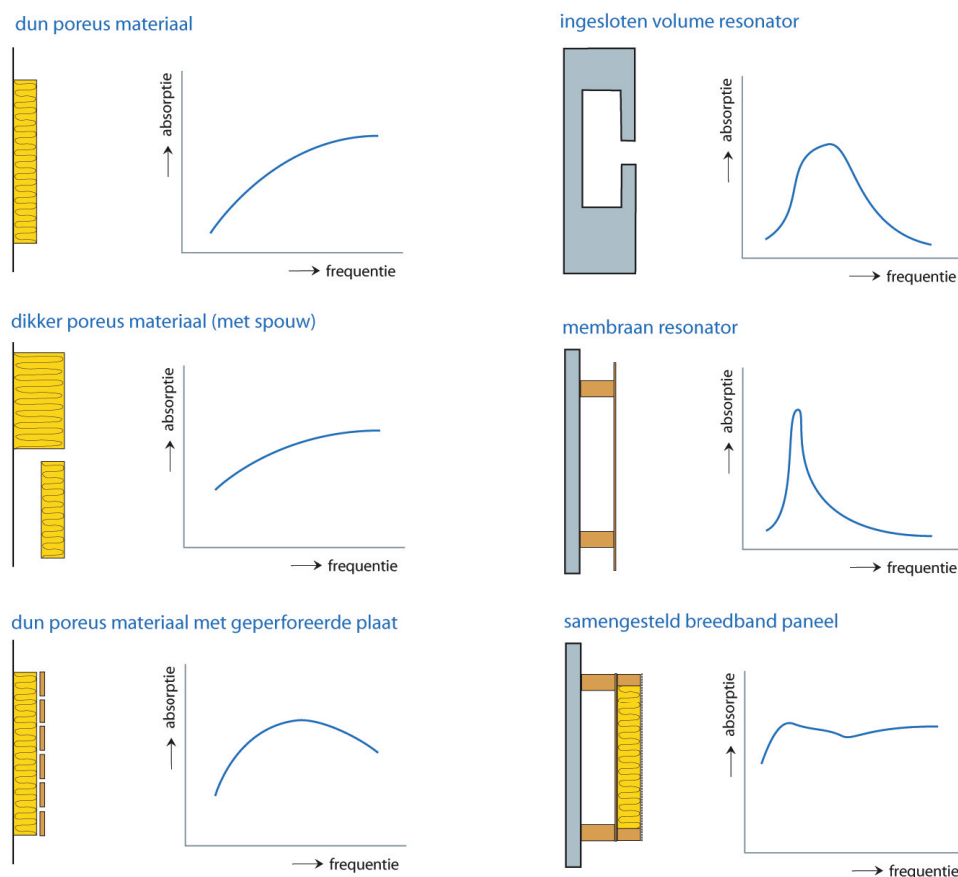 dun poreus materiaal
absorptie
frequentie
dikker poreus materiaal (met spouw)
absorptie
frequentie
dun poreus materiaal met geperforeerde plaat
absorptie
frequentie
ingesloten volume resonator
absorptie
frequentie
membraan resonator
absorptie
frequentie
samengesteld breedband paneel
absorptie
frequentie